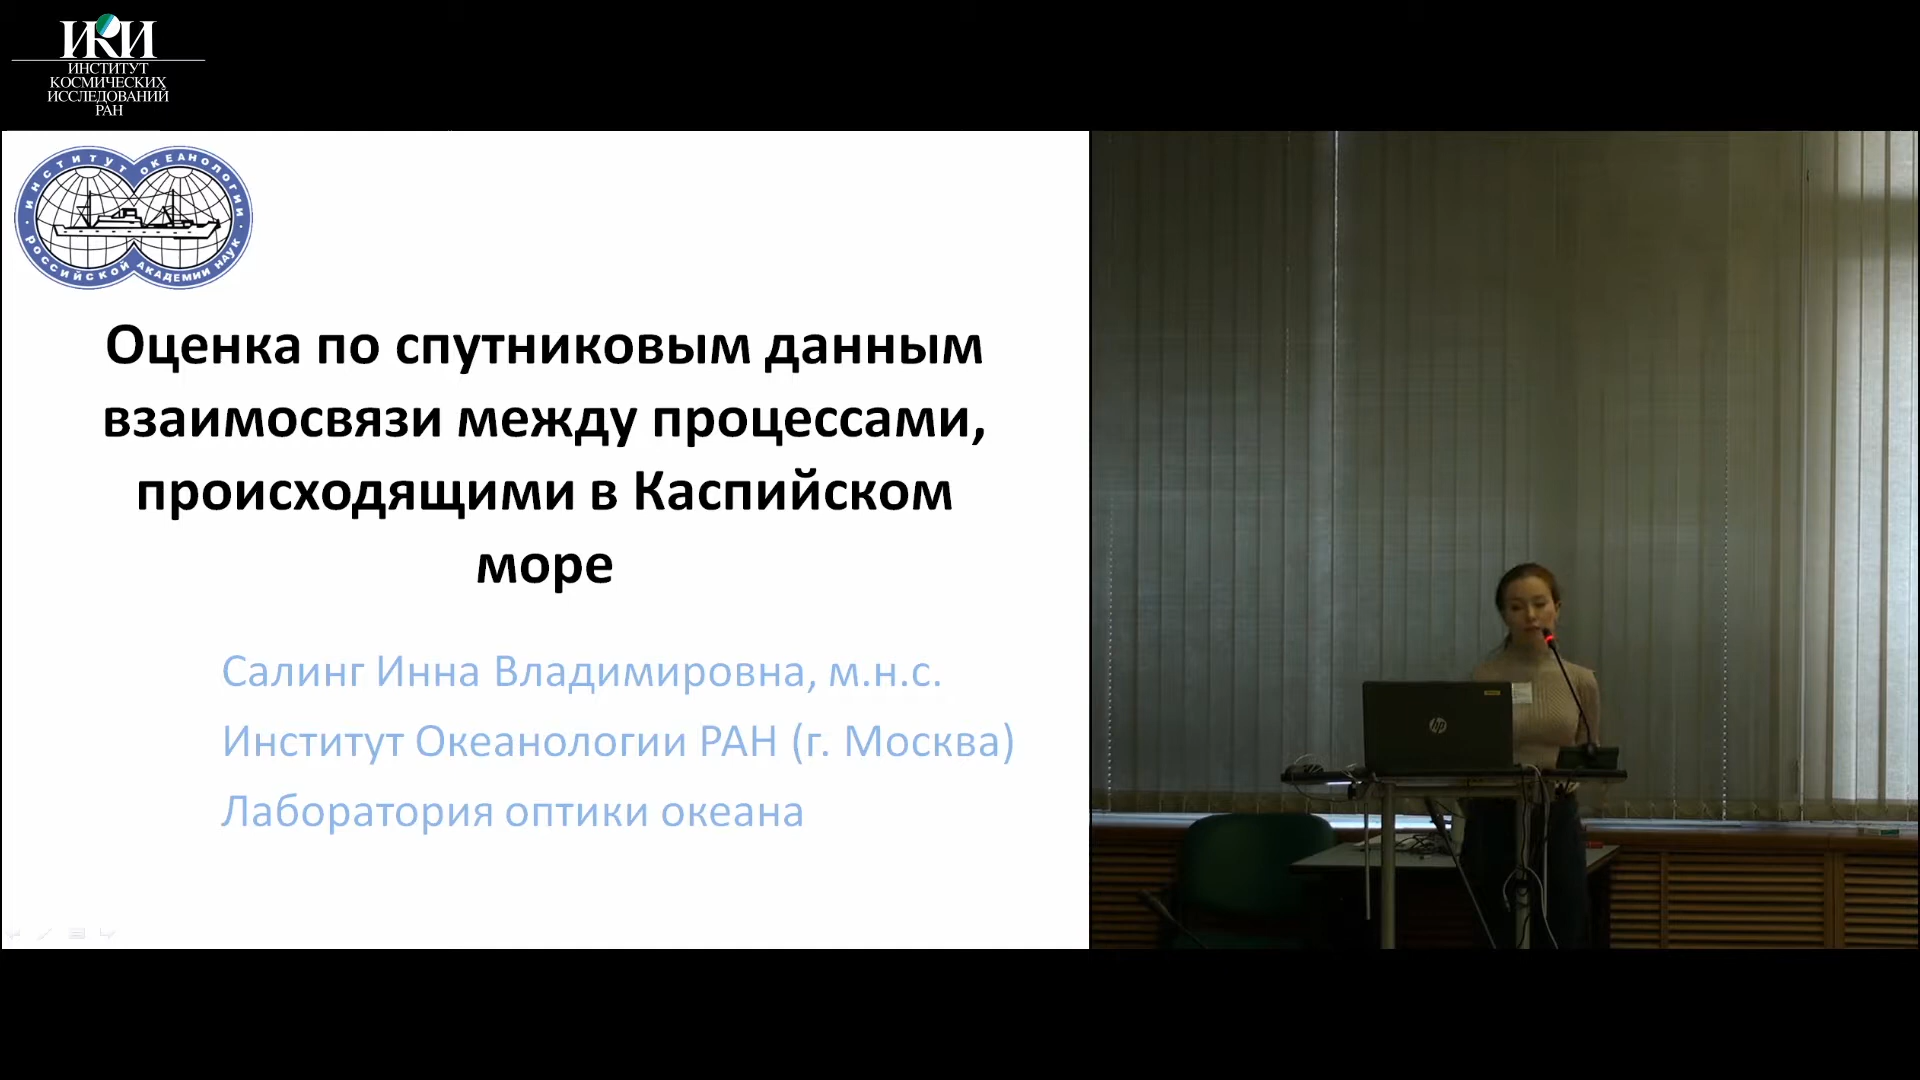 ИКИ
ИНСТИТУТ
КОСМИЧЕСКИХ
ИССЛЕДОВАНИЙ
РАН
ИНСТИТУТ ОКЕАНОЛОГИИ
РОССИЙСКОЙ АКАДЕМИИ НАУК
Оценка по спутниковым данным
взаимосвязи между процессами,
происходящими в Каспийском
море
Салинг Инна Владимировна, м.н.с.
Институт Океанологии РАН (г. Москва)
Лаборатория оптики океана
hp